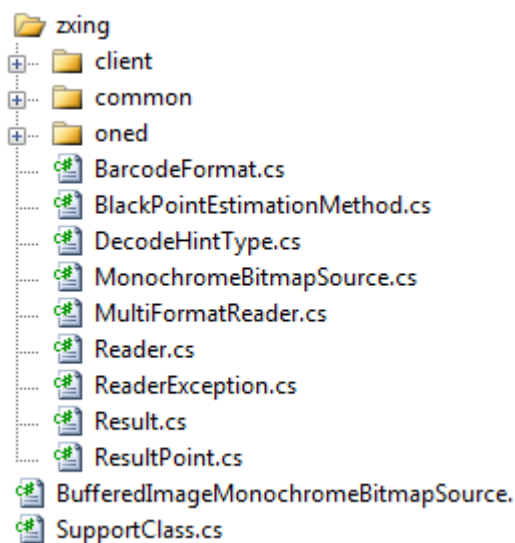 zxing
client
common
oned
BarcodeFormat.cs
BlackPointEstimationMethod.cs
DecodeHintType.cs
MonochromeBitmapSource.cs
MultiFormatReader.cs
Reader.cs
ReaderException.cs
Result.cs
ResultPoint.cs
BufferedImageMonochromeBitmapSource.
SupportClass.cs